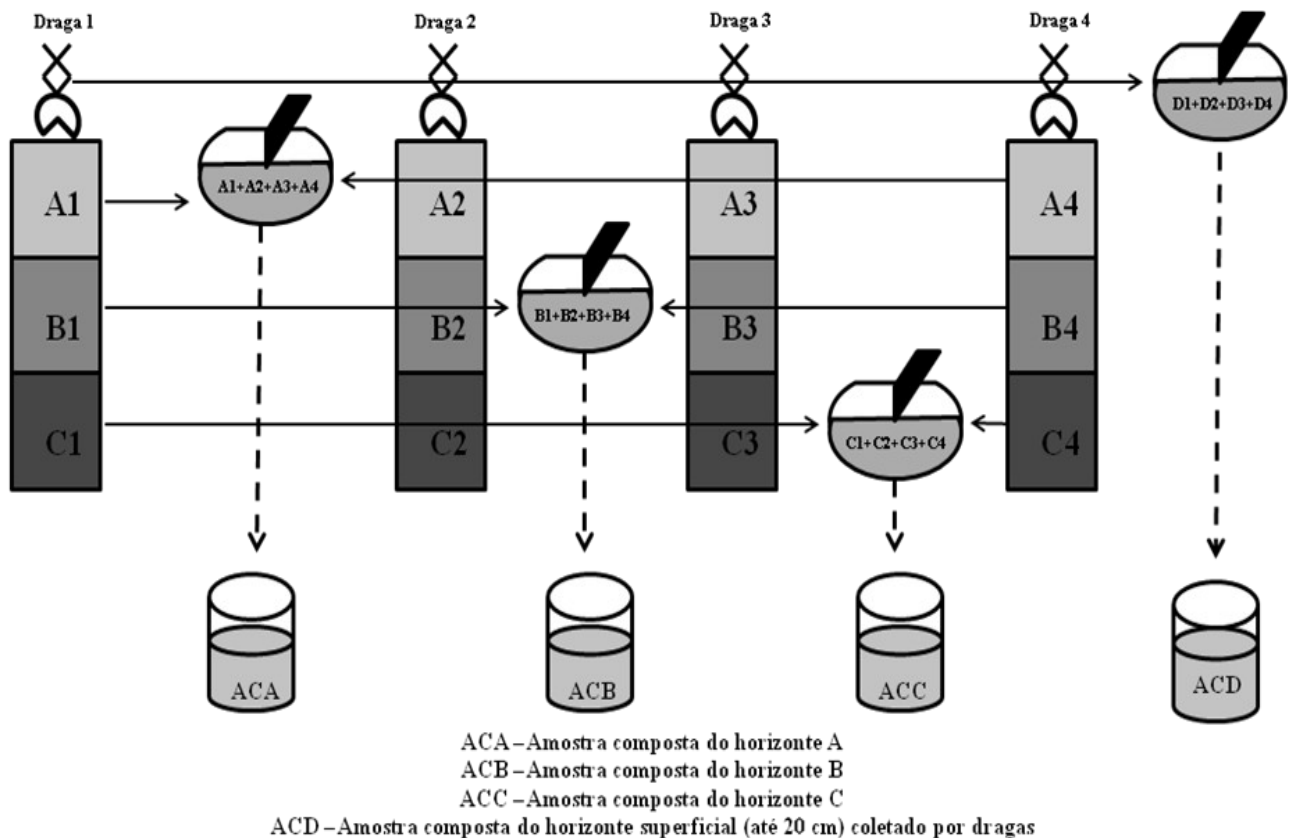 Draga 1 Draga 2 Draga 3 Draga 4
D1+D2+D3+D4
A1+A2+A3+A4
A1 A2 A3 A4
B1+B2+B3+B4
B1 B2 B3 B4
C1+C2+C3+C4
C1 C2 C3 C4
ACA ACB ACC ACD
ACA –Amostra composta do horizonte A
ACB –Amostra composta do horizonte B
ACC –Amostra composta do horizonte C
ACD –Amostra composta do horizonte superficial (até 20 cm) coletado por dragas